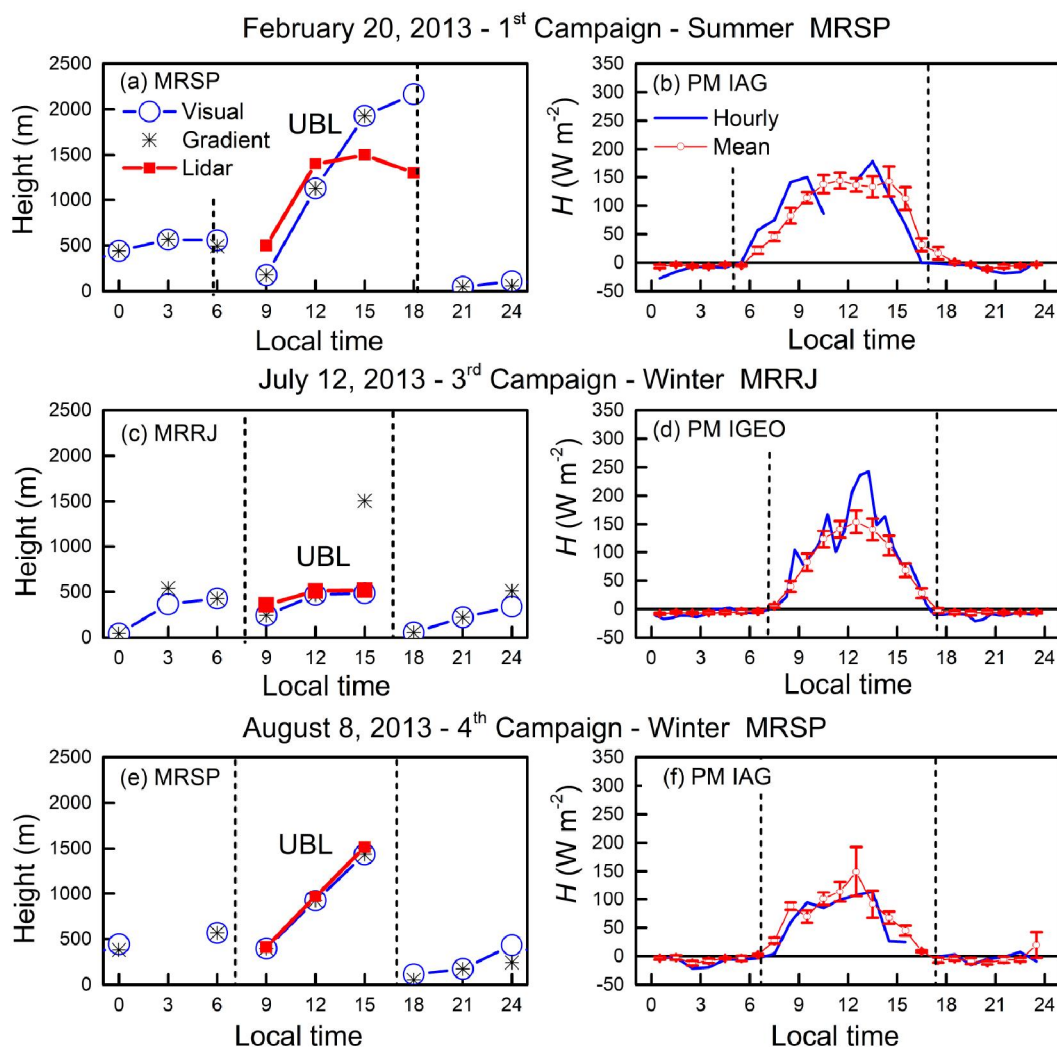 February 20, 2013 - 1st Campaign - Summer MRSP
2500
2000
1500
1000
500
0
Height (m)
(a) MRSP
Visual
Gradient
Lidar
UBL
0 3 6 9 12 15 18 21 24
Local time
350
300
250
200
150
100
50
0
-50
H (W m-2)
(b) PM IAG
Hourly
Mean
0 3 6 9 12 15 18 21 24
Local time
July 12, 2013 - 3rd Campaign - Winter MRRJ
2500
2000
1500
1000
500
0
Height (m)
(c) MRRJ
UBL
0 3 6 9 12 15 18 21 24
Local time
350
300
250
200
150
100
50
0
-50
H (W m-2)
(d) PM IGEO
0 3 6 9 12 15 18 21 24
Local time
August 8, 2013 - 4th Campaign - Winter MRSP
2500
2000
1500
1000
500
0
Height (m)
(e) MRSP
UBL
0 3 6 9 12 15 18 21 24
Local time
350
300
250
200
150
100
50
0
-50
H (W m-2)
(f) PM IAG
0 3 6 9 12 15 18 21 24
Local time